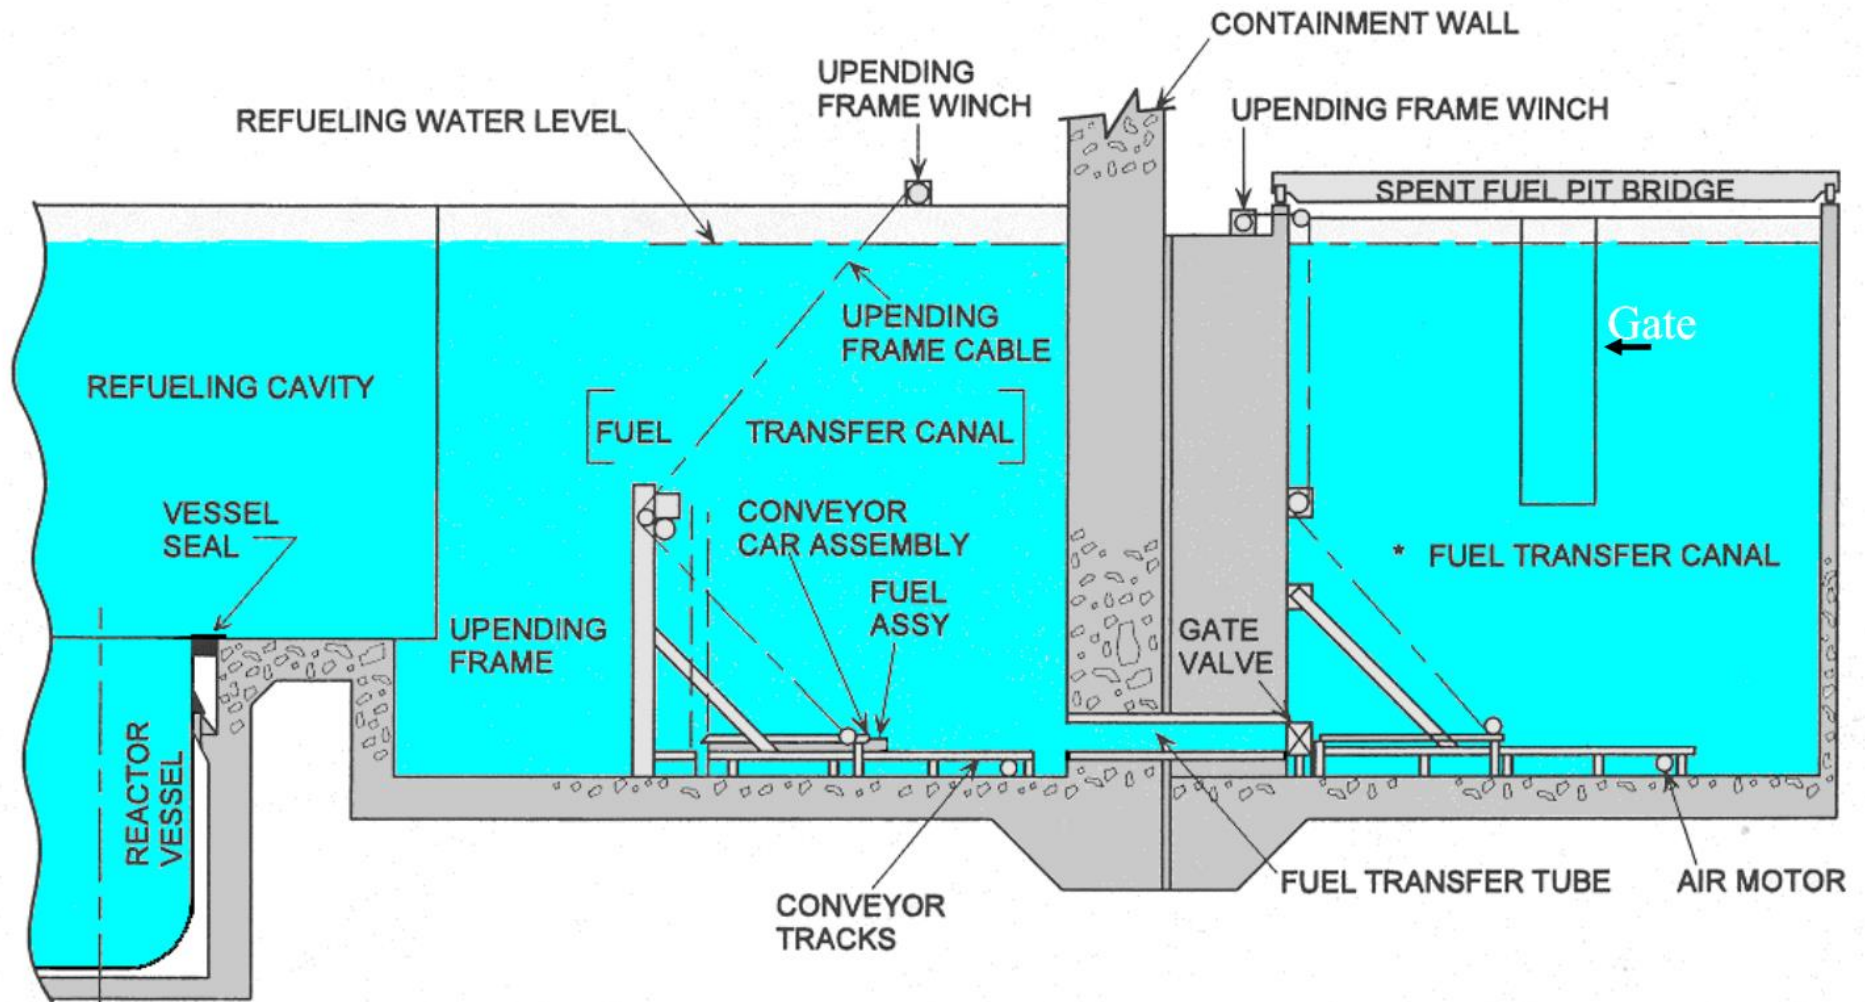 CONTAINMENT WALL
UPENDING
FRAME WINCH
UPENDING FRAME WINCH
REFUELING WATER LEVEL
SPENT FUEL PIT BRIDGE
UPENDING
FRAME CABLE
Gate
REFUELING CAVITY
FUEL TRANSFER CANAL
VESSEL
SEAL
CONVEYOR
CAR ASSEMBLY
* FUEL TRANSFER CANAL
FUEL
ASSY
UPENDING
FRAME
GATE
VALVE
REACTOR
VESSEL
FUEL TRANSFER TUBE
AIR MOTOR
CONVEYOR
TRACKS